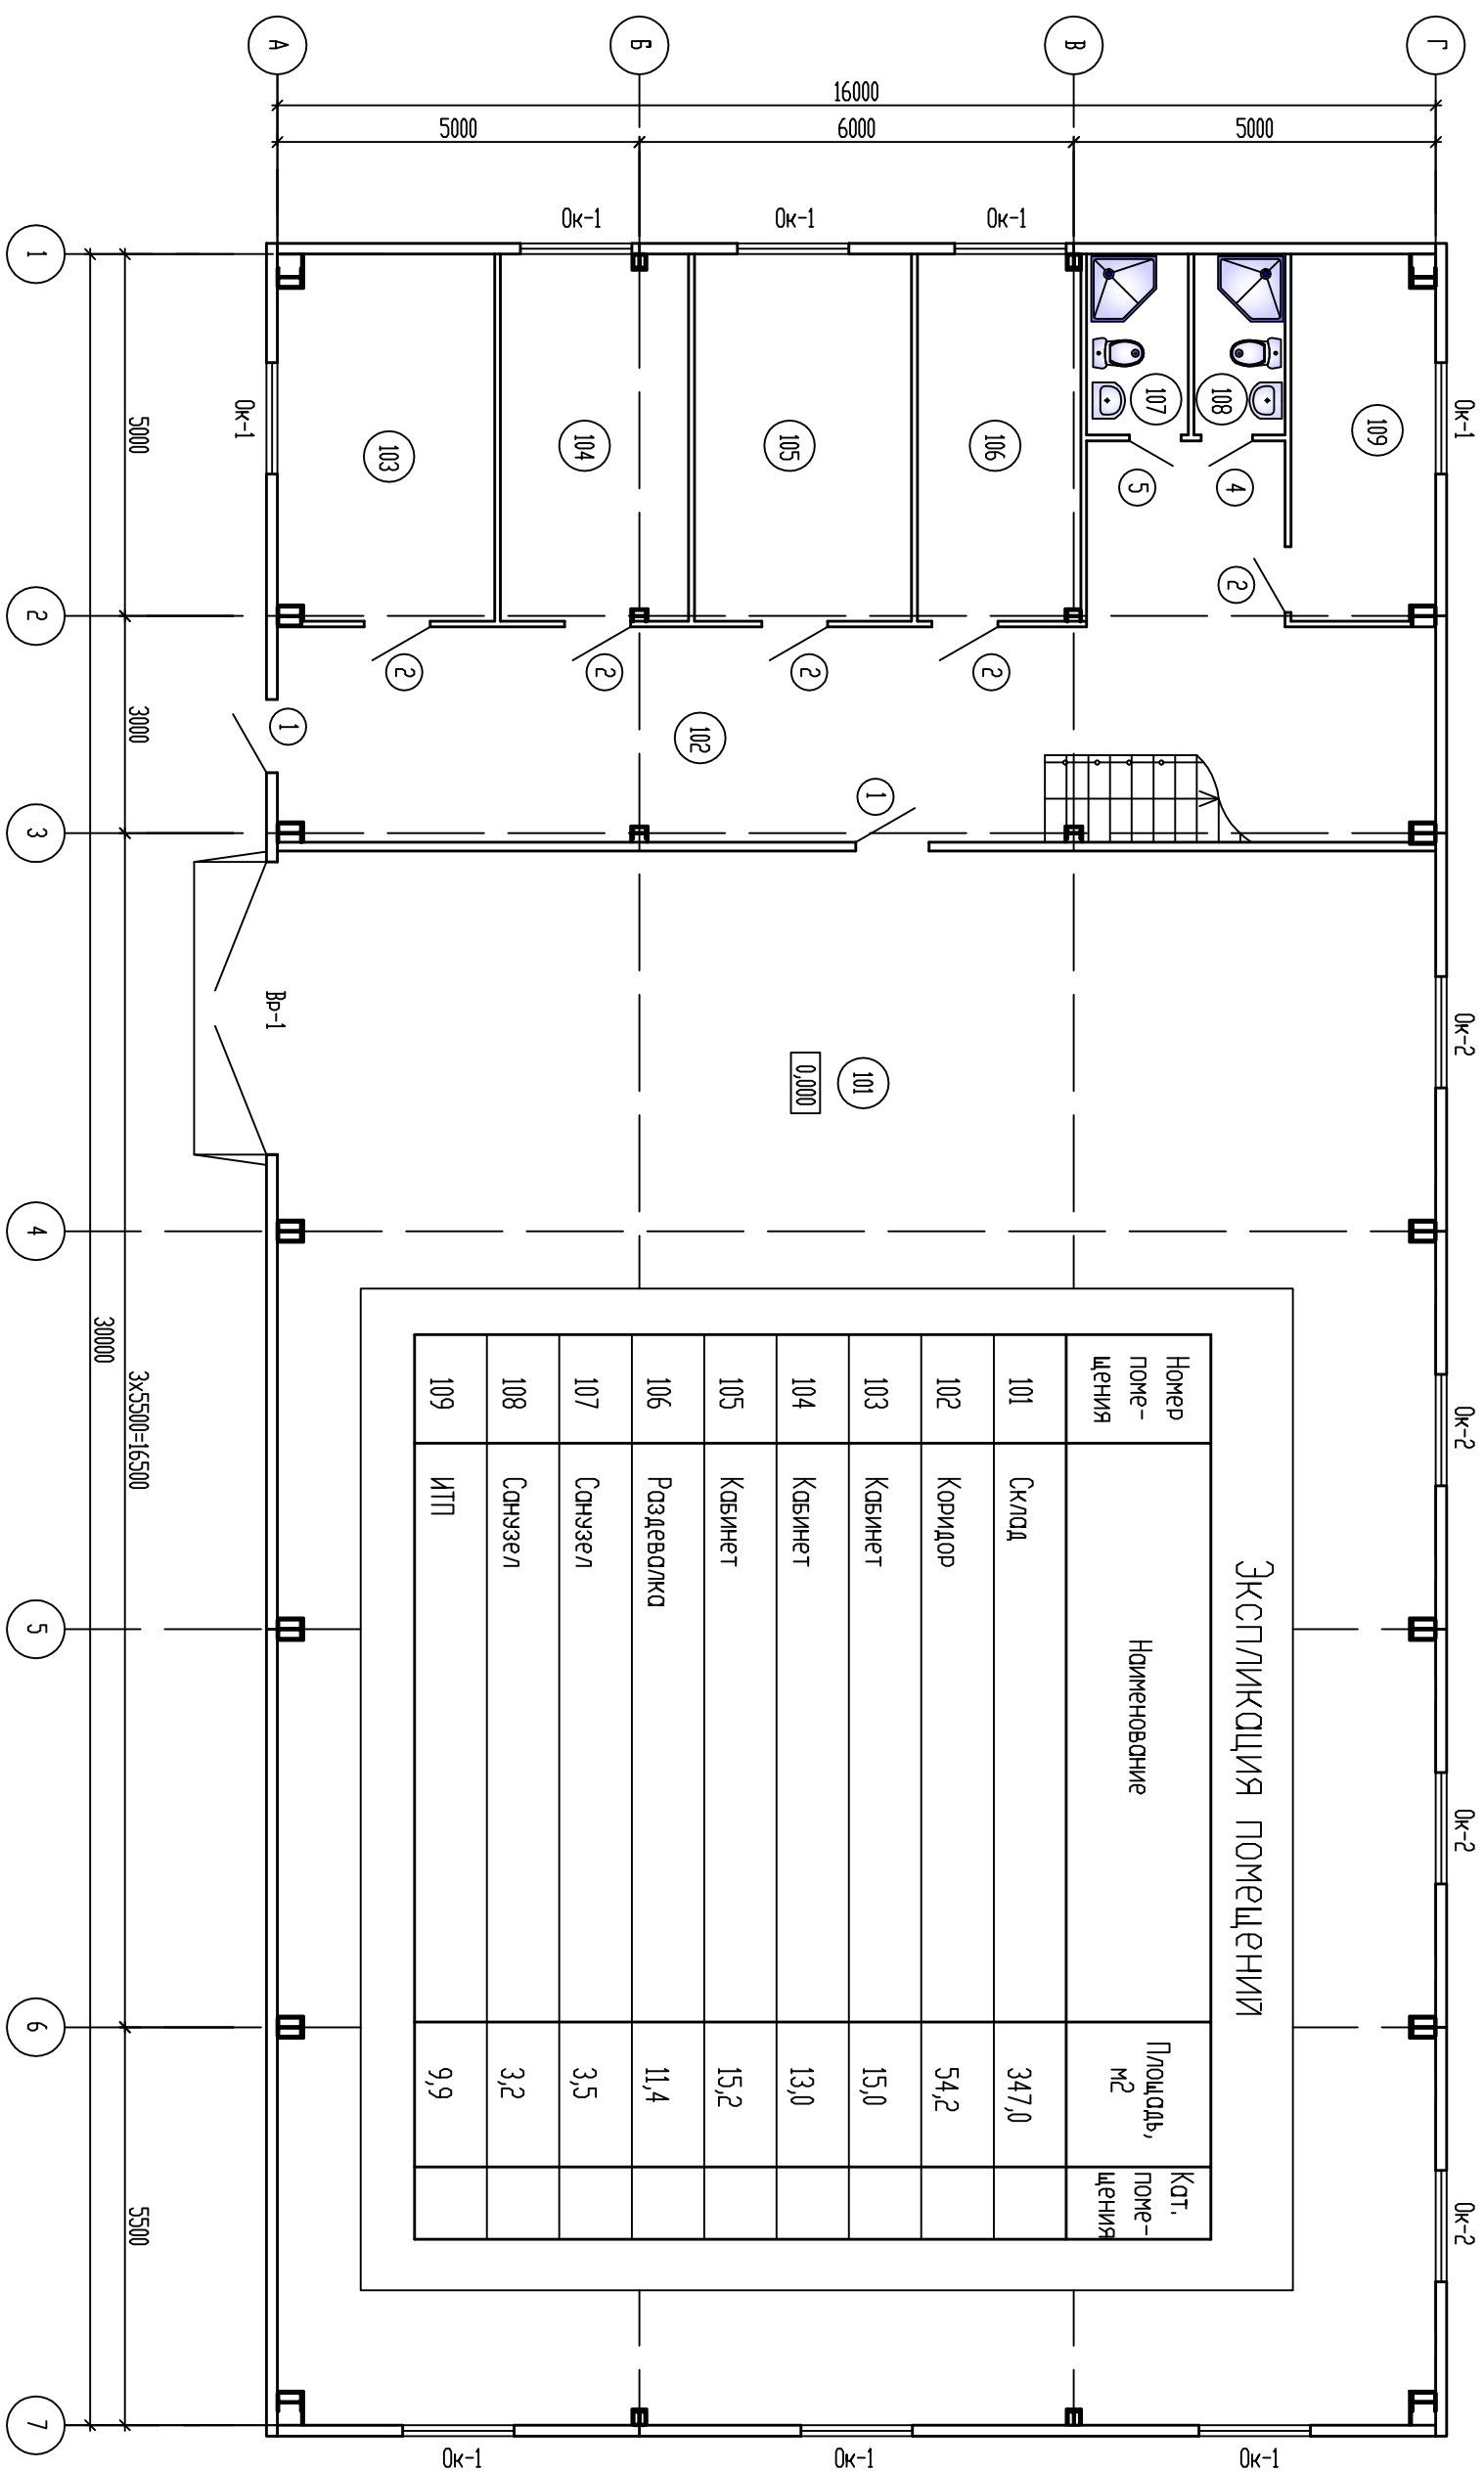 Г
В
Б
А
16000
5000
6000
5000
Ок-1
Ок-1
Ок-1
Ок-1
Ок-2
Ок-2
Ок-2
Ок-2
109
108
107
4
5
2
106
105
104
103
2
2
2
2
102
1
1
Ок-1
101
0,000
Вр-1
Экспликация помещений
Номер
поме-
щения
Наименование
Площадь,
м2
Кат.
поме-
щения
101 Склад 347,0
102 Коридор 54,2
103 Кабинет 15,0
104 Кабинет 13,0
105 Кабинет 15,2
106 Раздевалка 11,4
107 Санузел 3,5
108 Санузел 3,2
109 ИТП 9,9
Ок-1
Ок-1
Ок-1
5000
3000
3х5500=16500
5500
30000
1
2
3
4
5
6
7